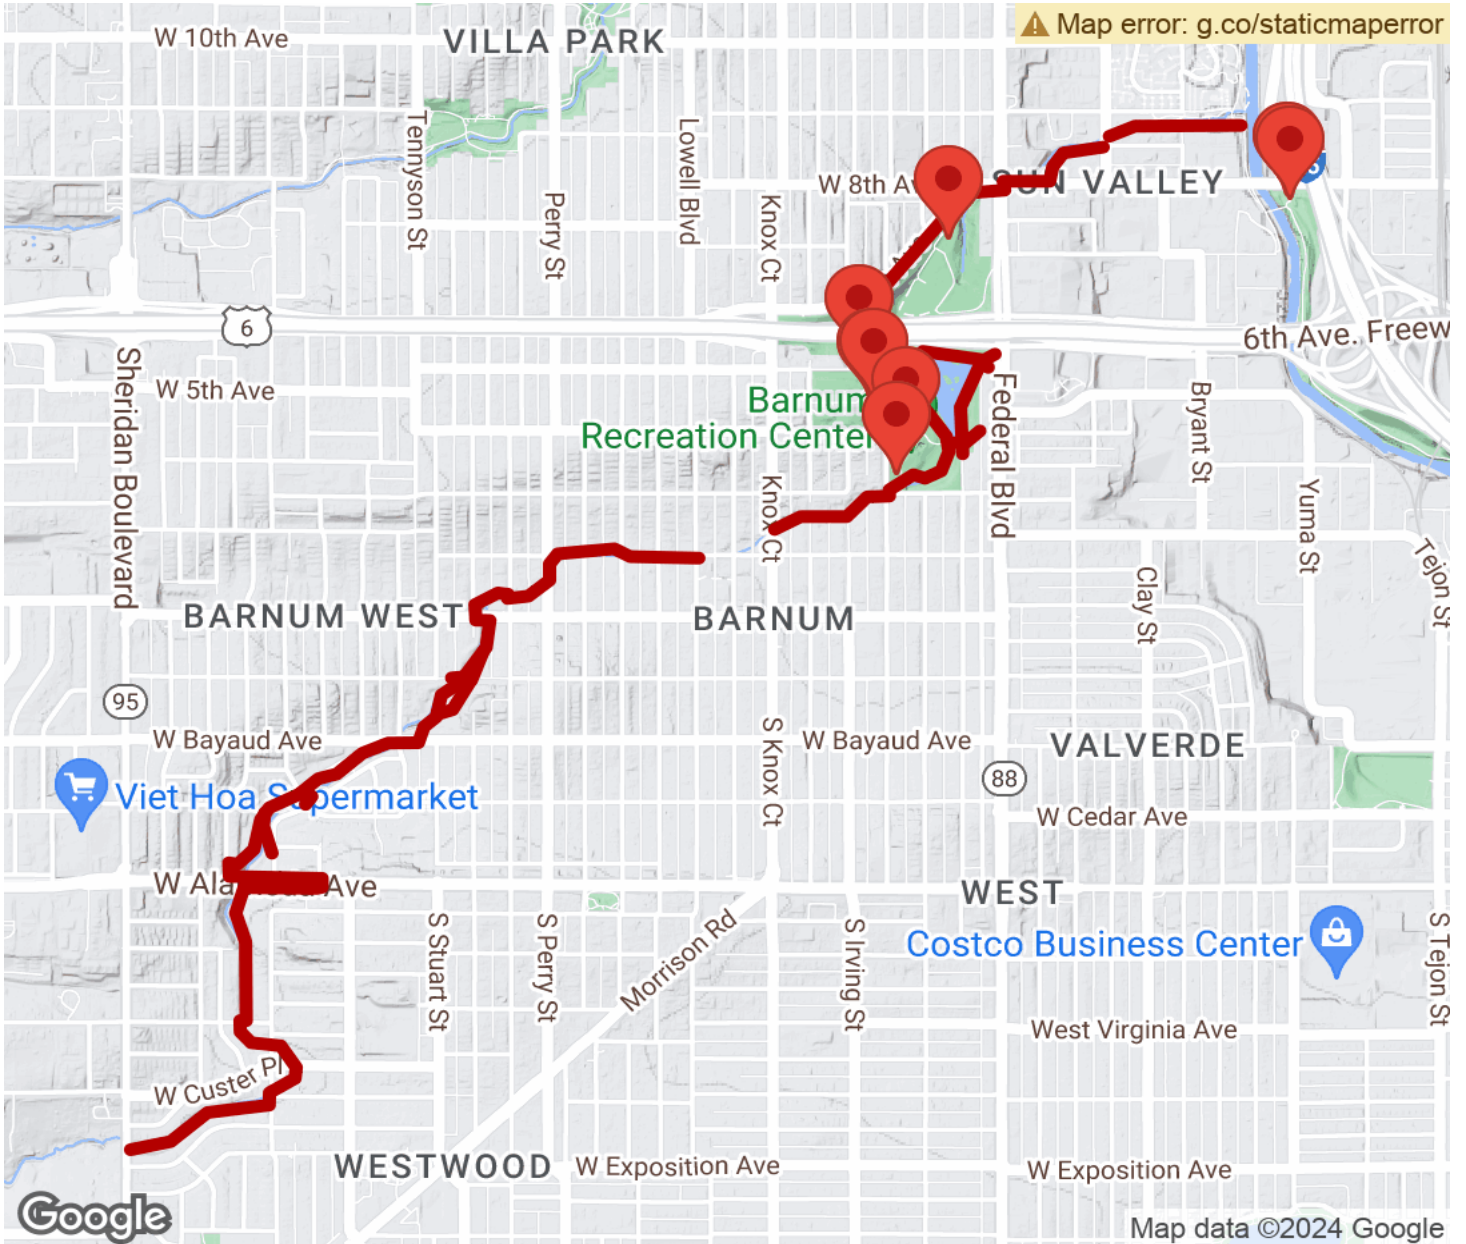 Map error: g.co/staticmaperror
W 10th Ave
VILLA PARK
Tennyson St
Lowell Blvd
Perry St
Knox Ct
W 8th Av
SUN VALLEY
6
6th Ave. Freew
Sheridan Boulevard
W 5th Ave
Barnum
Recreation Center
Federal Blvd
Bryant St
Knox Ct
Yuma St
Tejon St
Clay St
BARNUM WEST
BARNUM
95
W Bayaud Ave
S Knox Ct
W Bayaud Ave
VALVERDE
88
Viet Hoa Supermarket
W Cedar Ave
W Ala Ave
WEST
S Stuart St
S Perry St
Morrison Rd
S Irving St
Costco Business Center
S Tejon St
West Virginia Ave
W Custer Pl
WESTWOOD
W Exposition Ave
W Exposition Ave
Google
Map data ©2024 Google